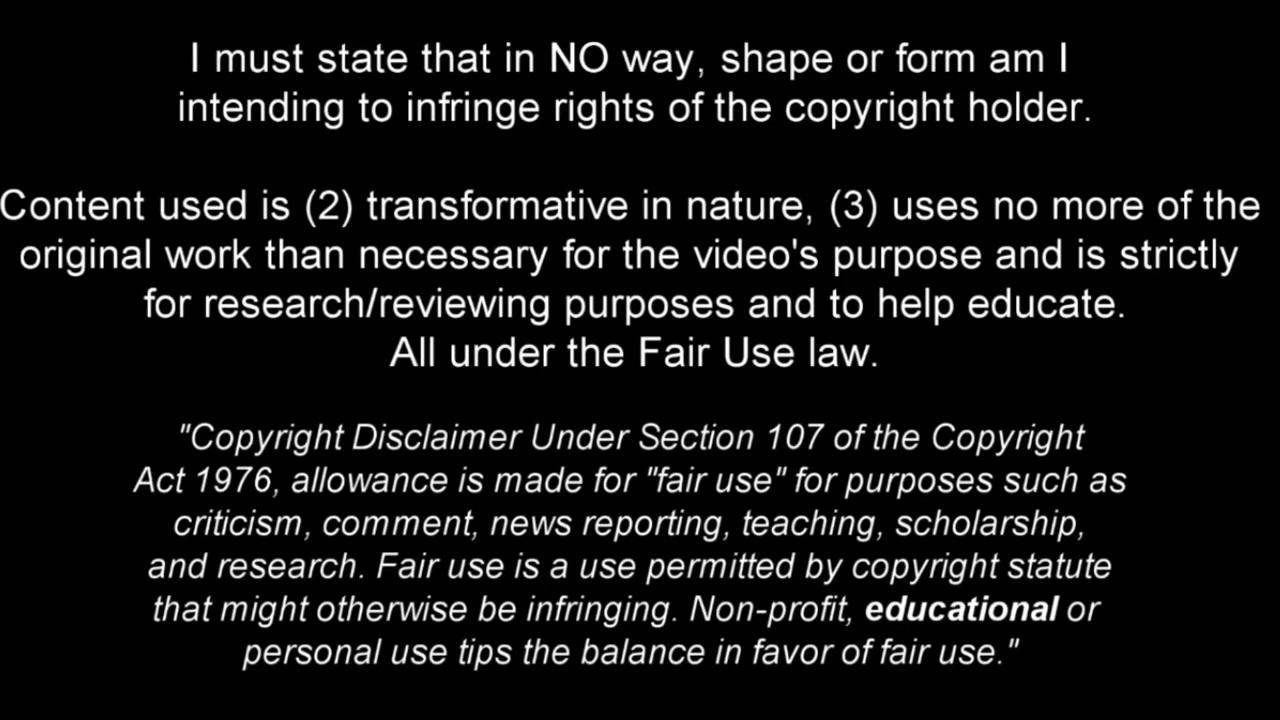 I must state that in NO way, shape or form am I
intending to infringe rights of the copyright holder.
Content used is (2) transformative in nature, (3) uses no more of the
original work than necessary for the video's purpose and is strictly
for research/reviewing purposes and to help educate.
All under the Fair Use law.
"Copyright Disclaimer Under Section 107 of the Copyright
Act 1976, allowance is made for "fair use" for purposes such as
criticism, comment, news reporting, teaching, scholarship,
and research. Fair use is a use permitted by copyright statute
that might otherwise be infringing. Non-profit, educational or
personal use tips the balance in favor of fair use."